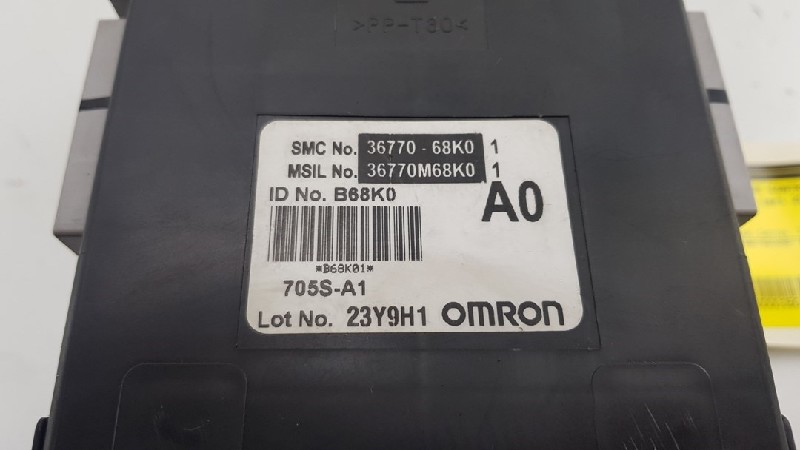 >PP-T60<
SMC No. 36770 - 68K0 1
MSIL No. 36770M68K0 1
ID No. B68K0
A0
*B68K01*
705S-A1
Lot No. 23Y9H1 OMRON